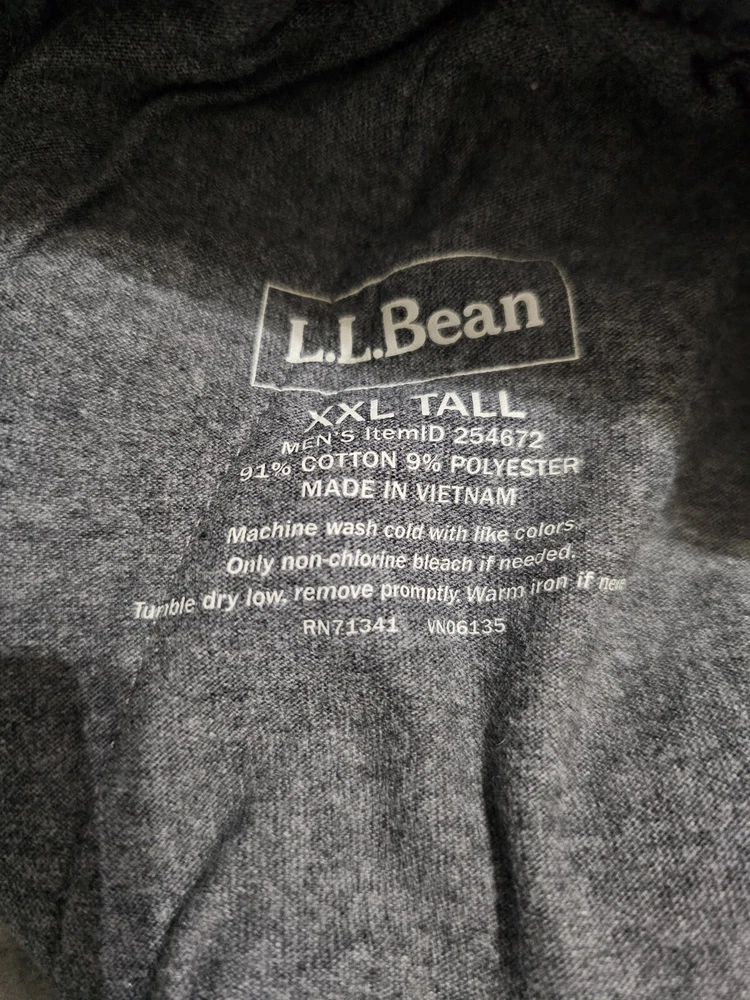 L.L.Bean
XXL TALL
MEN'S ItemID 254672
91% COTTON 9% POLYESTER
MADE IN VIETNAM
Machine wash cold with like colors.
Only non-chlorine bleach if needed.
Tumble dry low, remove promptly. Warm iron if
RN71341 VN06135